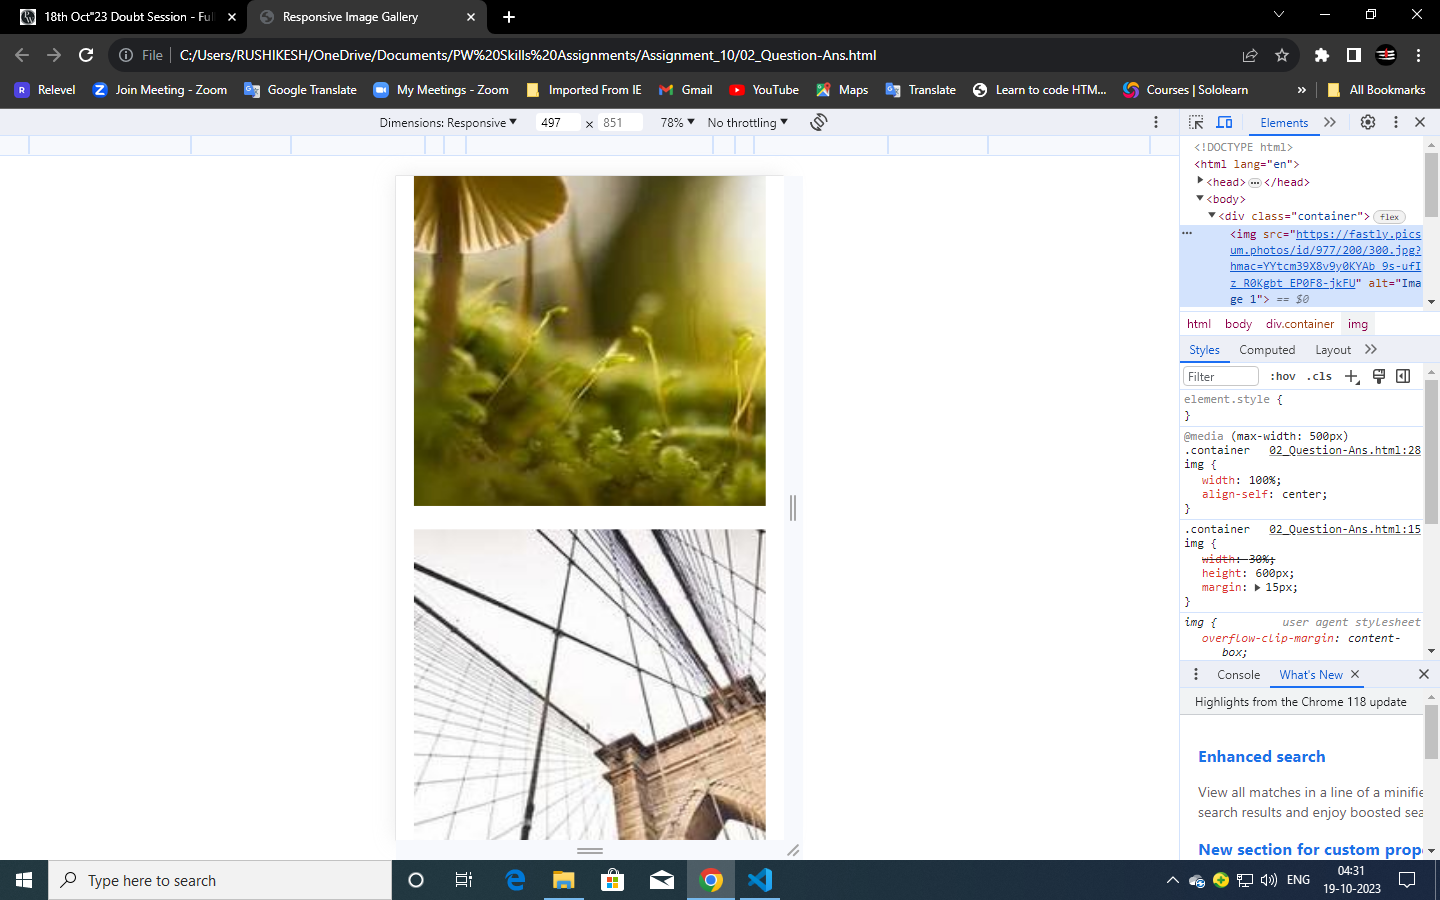 18th Oct"23 Doubt Session - Ful
Responsive Image Gallery
File
C:/Users/RUSHIKESH/OneDrive/Documents/PW%20Skills%20Assignments/Assignment_10/02_Question-Ans.html
Relevel
Join Meeting - Zoom
Google Translate
My Meetings - Zoom
Imported From IE
Gmail
YouTube
Maps
Translate
Learn to code HTM...
Courses | Sololearn
»
All Bookmarks
Dimensions: Responsive
497 x 851
78%
No throttling
Elements
<!DOCTYPE html>
<html lang="en">
<head> ••• </head>
<body>
<div class="container"> flex
<img src="https://fastly.pics
um.photos/id/977/200/300.jpg?
hmac=YYtcm39X8v9y0KYAb_9s-ufI
z_R0Kgbt_EP0F8-jkFU" alt="Ima
ge 1"> == $0
html body div.container img
Styles Computed Layout
Filter :hov .cls
element.style {
}
@media (max-width: 500px)
.container 02_Question-Ans.html:28
img {
width: 100%;
align-self: center;
}
.container 02_Question-Ans.html:15
img {
width: 30%;
height: 600px;
margin: 15px;
}
img { user agent stylesheet
overflow-clip-margin: content-
box;
Console What's New
Highlights from the Chrome 118 update
Enhanced search
View all matches in a line of a minifie
search results and enjoy boosted sea
New section for custom prop
Type here to search
ENG
04:31
19-10-2023